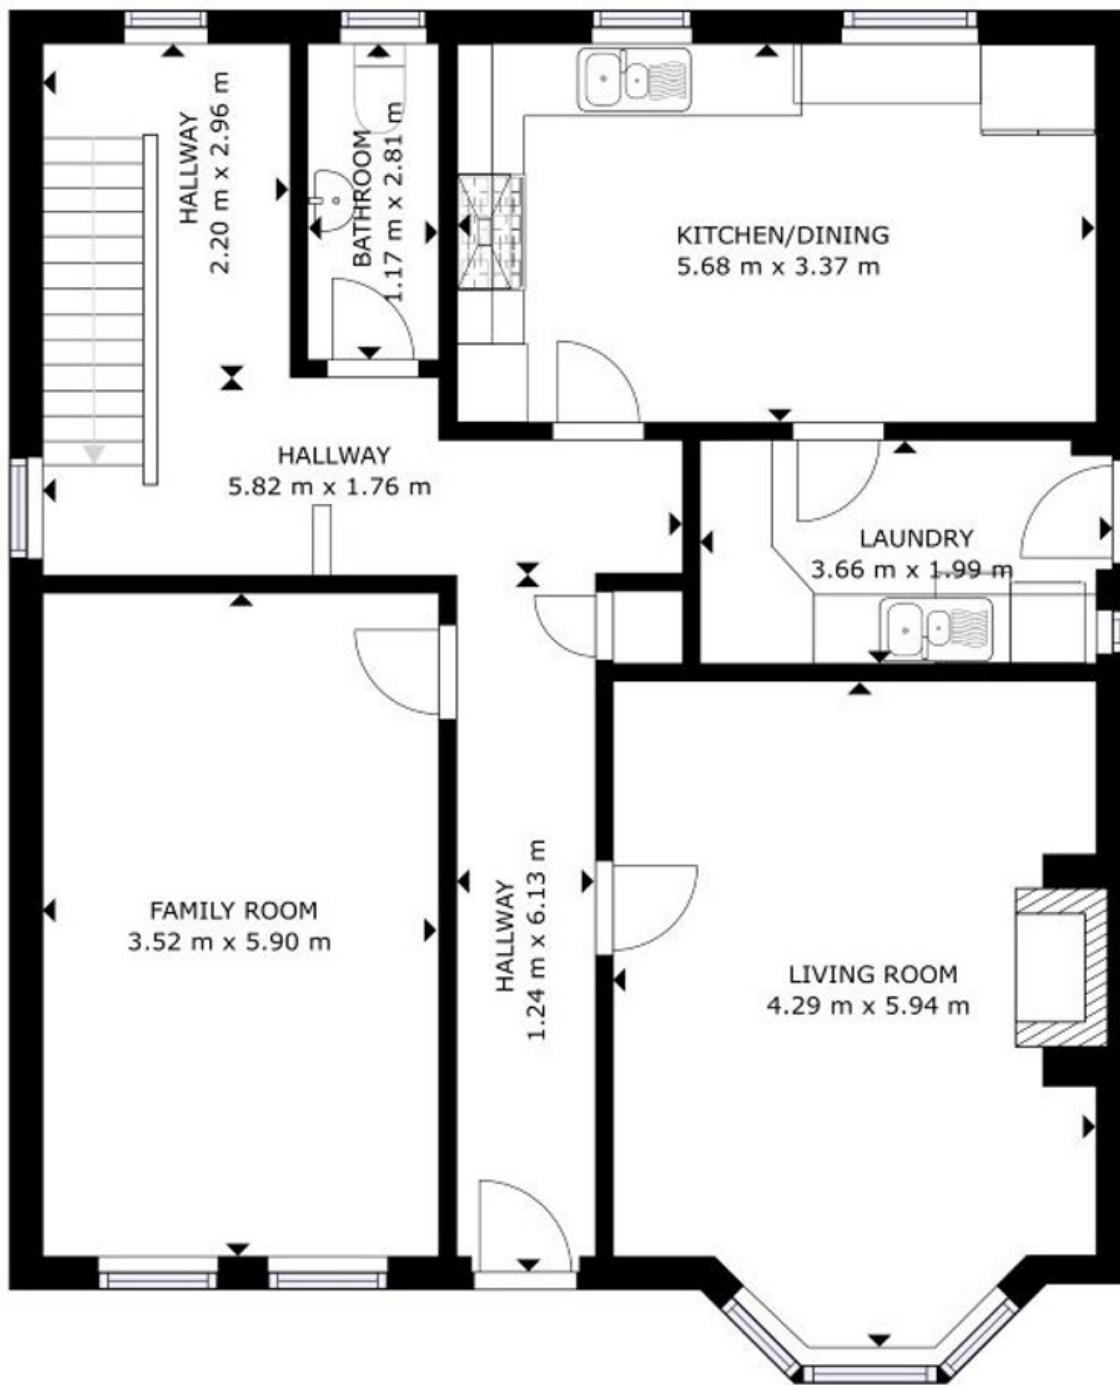 HALLWAY
2.20 m x 2.96 m
BATHROOM
1.17 m x 2.81 m
KITCHEN/DINING
5.68 m x 3.37 m
HALLWAY
5.82 m x 1.76 m
LAUNDRY
3.66 m x 1.99 m
FAMILY ROOM
3.52 m x 5.90 m
HALLWAY
1.24 m x 6.13 m
LIVING ROOM
4.29 m x 5.94 m